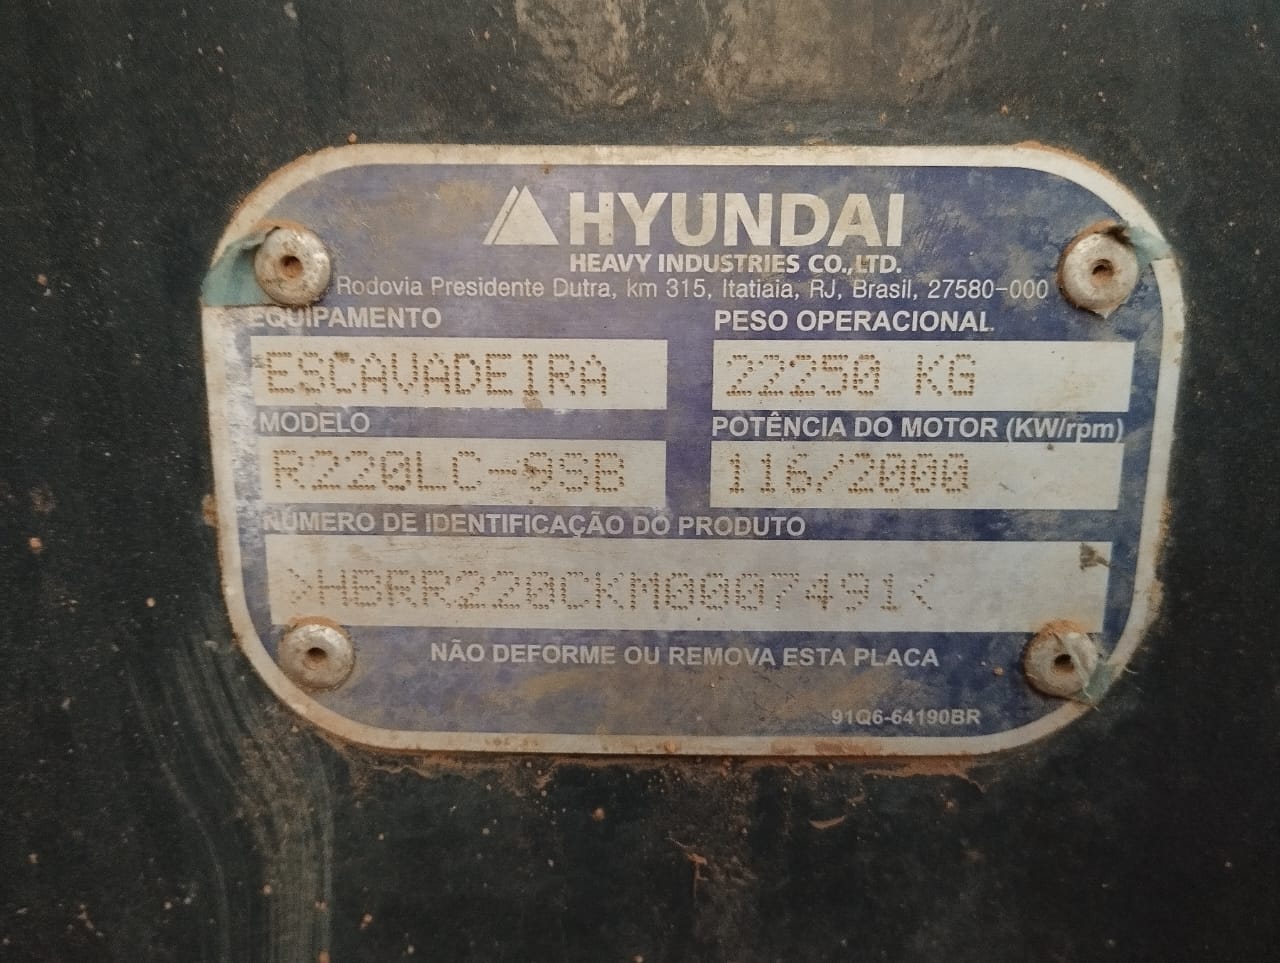 HYUNDAI
HEAVY INDUSTRIES CO.,LTD.
Rodovia Presidente Dutra, km 315, Itatiaia, RJ, Brasil, 27580-000
EQUIPAMENTO PESO OPERACIONAL
ESCAVADEIRA 22250 KG
MODELO POTÊNCIA DO MOTOR (KW/rpm)
R220LC-9SB 116/2000
NÚMERO DE IDENTIFICAÇÃO DO PRODUTO
>HBRR220CKM0007491<
NÃO DEFORME OU REMOVA ESTA PLACA
91Q6-64190BR